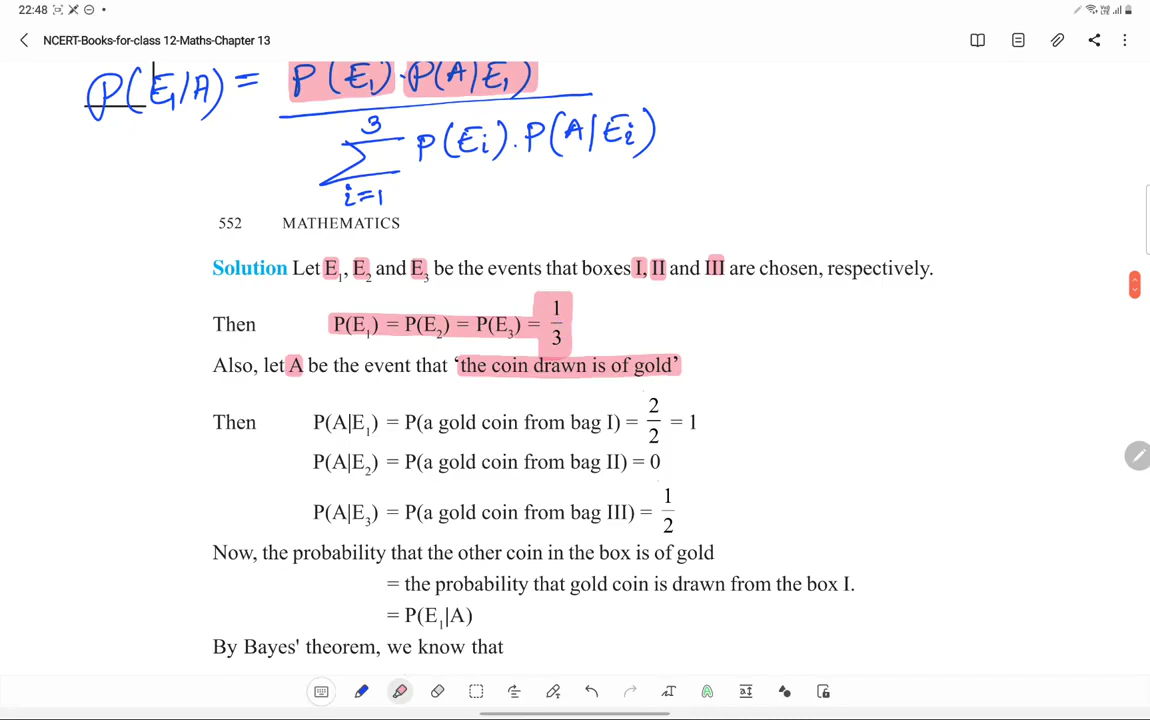 22:48
NCERT-Books-for-class 12-Maths-Chapter 13
P(E₁/A) = P(E₁)·P(A|E₁)
3
∑ P(Ei).P(A|Ei)
i=1
552 MATHEMATICS
Solution Let E₁, E₂ and E₃ be the events that boxes I, II and III are chosen, respectively.
Then P(E₁) = P(E₂) = P(E₃) = 1/3
Also, let A be the event that ‘the coin drawn is of gold’
Then P(A|E₁) = P(a gold coin from bag I) = 2/2 = 1
P(A|E₂) = P(a gold coin from bag II) = 0
P(A|E₃) = P(a gold coin from bag III) = 1/2
Now, the probability that the other coin in the box is of gold
= the probability that gold coin is drawn from the box I.
= P(E₁|A)
By Bayes' theorem, we know that